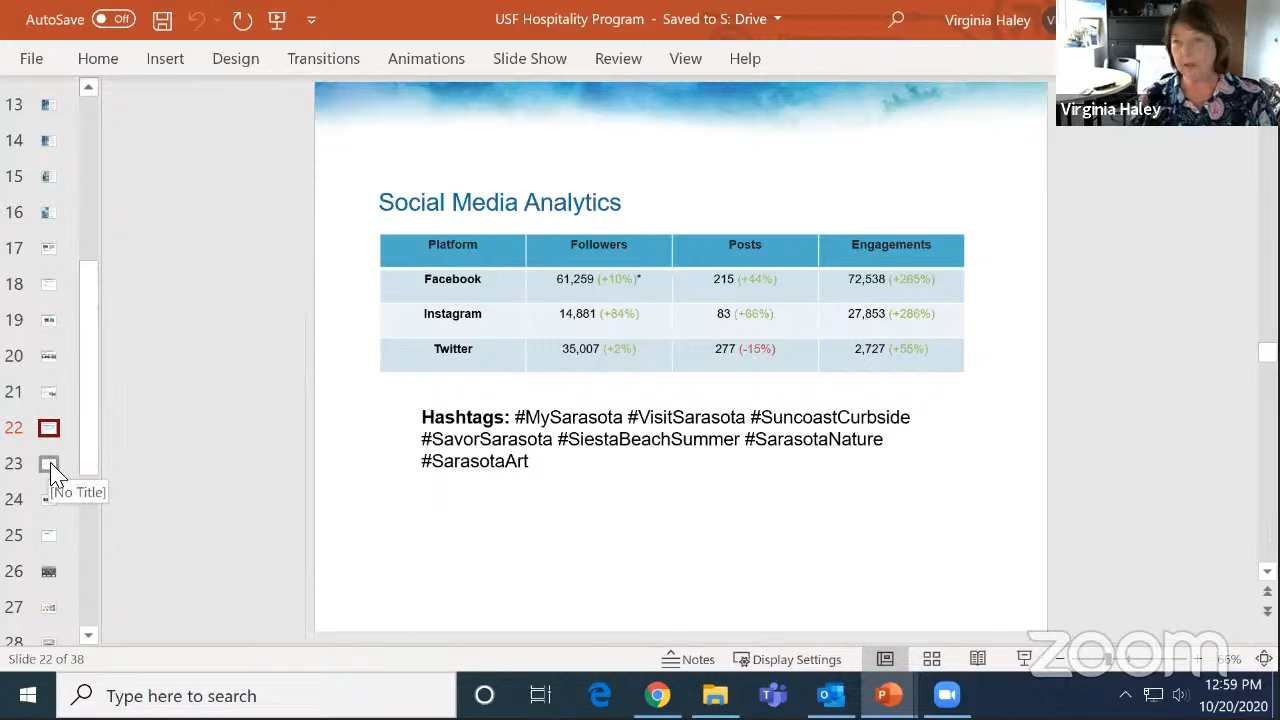 AutoSave Off
USF Hospitality Program - Saved to S: Drive
Virginia Haley
File Home Insert Design Transitions Animations Slide Show Review View Help
Virginia Haley
13
14
15
16
17
18
19
20
21
22
23
[No Title]
24
25
26
27
28
Social Media Analytics
Platform Followers Posts Engagements
Facebook 61,259 (+10%)* 215 (+44%) 72,538 (+265%)
Instagram 14,881 (+84%) 83 (+66%) 27,853 (+286%)
Twitter 35,007 (+2%) 277 (-15%) 2,727 (+55%)
Hashtags: #MySarasota #VisitSarasota #SuncoastCurbside
#SavorSarasota #SiestaBeachSummer #SarasotaNature
#SarasotaArt
Slide 22 of 38
Notes Display Settings
zoom
Type here to search
12:59 PM
10/20/2020